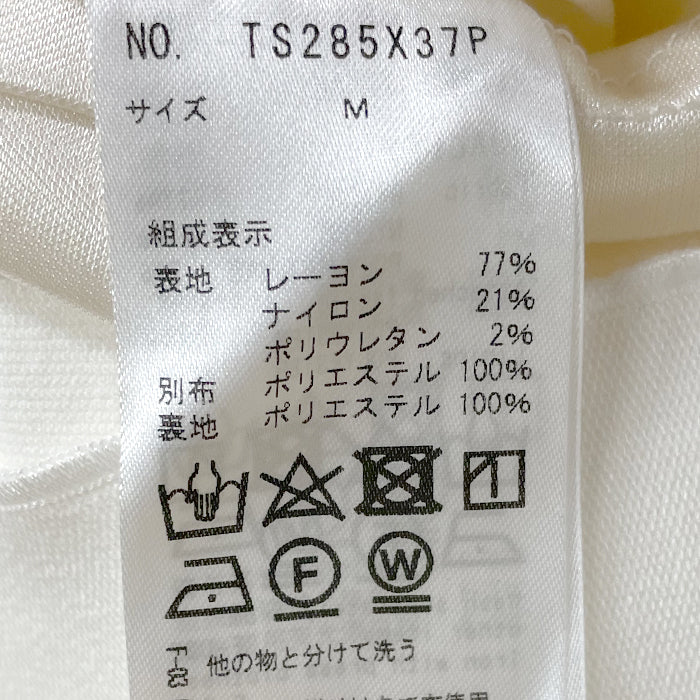 NO. TS285X37P
サイズ M
組成表示
表地 レーヨン 77%
ナイロン 21%
ポリウレタン 2%
別布 ポリエステル 100%
裏地 ポリエステル 100%
F W
F-03 他の物と分けて洗う